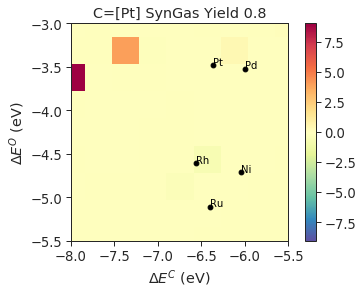 C=[Pt] SynGas Yield 0.8
−3.0
−3.5
−4.0
−4.5
−5.0
−5.5
ΔE^O (eV)
Pt
Pd
Rh
Ni
Ru
−8.0 −7.5 −7.0 −6.5 −6.0 −5.5
ΔE^C (eV)
7.5
5.0
2.5
0.0
−2.5
−5.0
−7.5